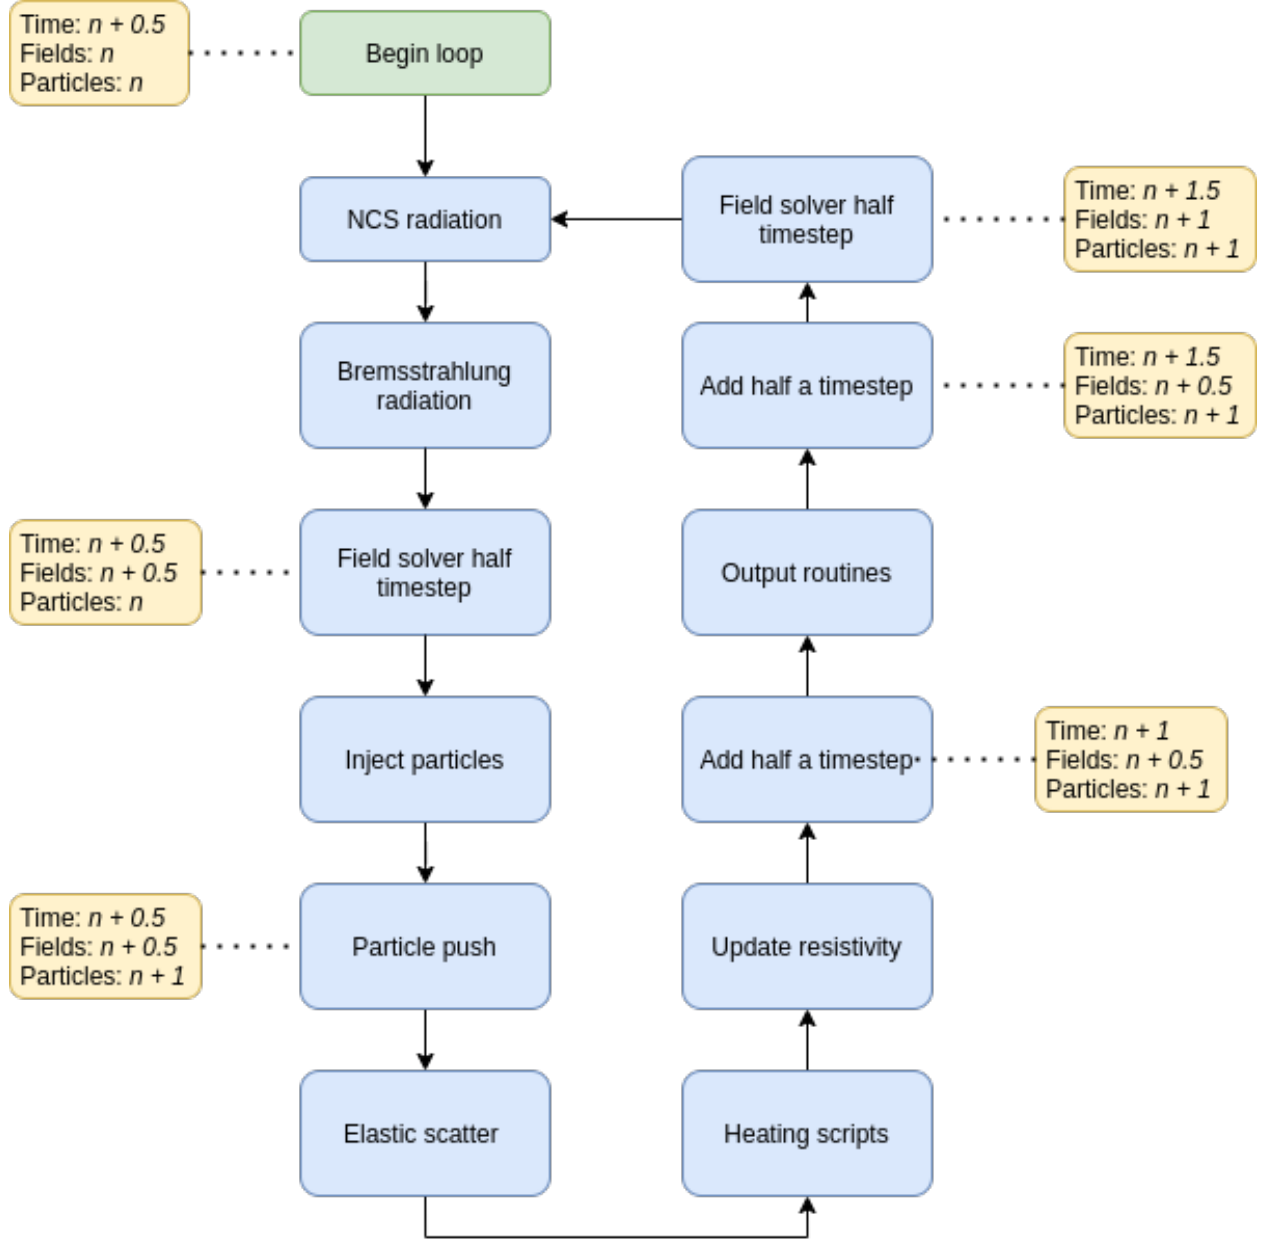 Time: n + 0.5
Fields: n
Particles: n
Begin loop
NCS radiation
Bremsstrahlung
radiation
Time: n + 0.5
Fields: n + 0.5
Particles: n
Field solver half
timestep
Inject particles
Time: n + 0.5
Fields: n + 0.5
Particles: n + 1
Particle push
Elastic scatter
Heating scripts
Update resistivity
Add half a timestep
Time: n + 1
Fields: n + 0.5
Particles: n + 1
Output routines
Add half a timestep
Time: n + 1.5
Fields: n + 0.5
Particles: n + 1
Field solver half
timestep
Time: n + 1.5
Fields: n + 1
Particles: n + 1